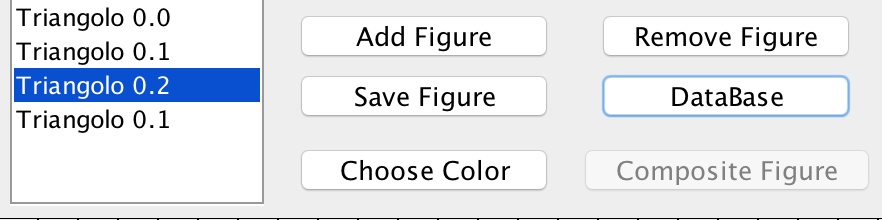 Triangolo 0.0
Triangolo 0.1
Triangolo 0.2
Triangolo 0.1
Add Figure
Remove Figure
Save Figure
DataBase
Choose Color
Composite Figure